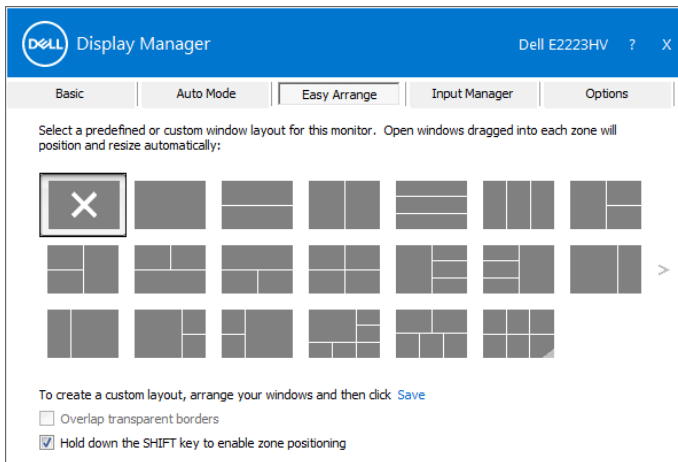 DELL Display Manager Dell E2223HV ? X
Basic Auto Mode Easy Arrange Input Manager Options
Select a predefined or custom window layout for this monitor. Open windows dragged into each zone will
position and resize automatically:
>
To create a custom layout, arrange your windows and then click Save
Overlap transparent borders
Hold down the SHIFT key to enable zone positioning